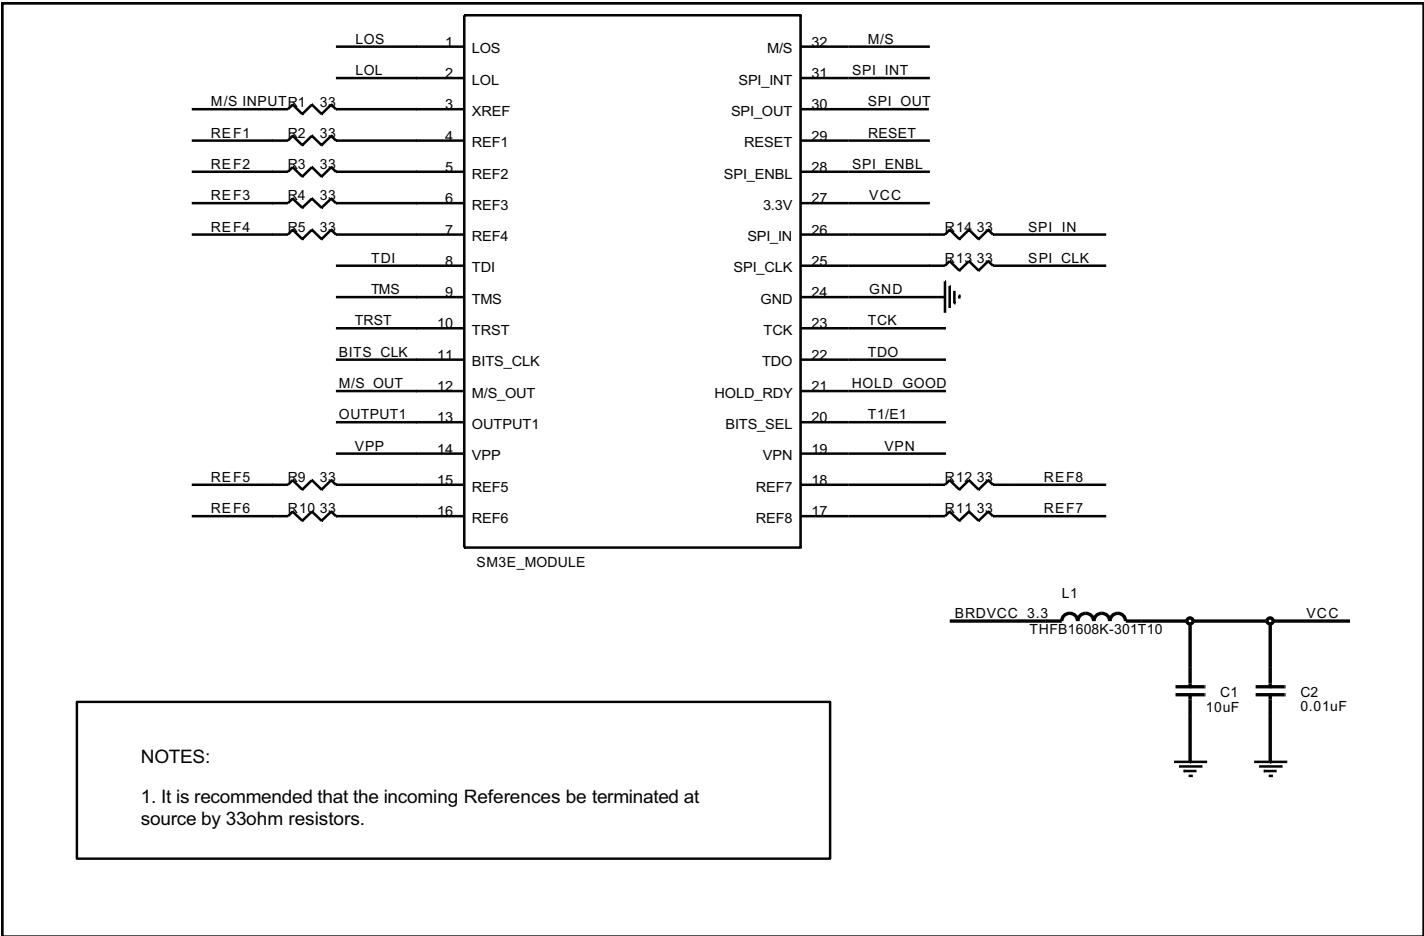 LOS 1 LOS M/S 32 M/S
LOL 2 LOL SPI_INT 31 SPI_INT
M/S INPUT R1 33 3 XREF SPI_OUT 30 SPI_OUT
REF1 R2 33 4 REF1 RESET 29 RESET
REF2 R3 33 5 REF2 SPI_ENBL 28 SPI_ENBL
REF3 R4 33 6 REF3 3.3V 27 VCC
REF4 R5 33 7 REF4 SPI_IN 26 R14 33 SPI_IN
TDI 8 TDI SPI_CLK 25 R13 33 SPI_CLK
TMS 9 TMS GND 24 GND
TRST 10 TRST TCK 23 TCK
BITS_CLK 11 BITS_CLK TDO 22 TDO
M/S_OUT 12 M/S_OUT HOLD_RDY 21 HOLD_GOOD
OUTPUT1 13 OUTPUT1 BITS_SEL 20 T1/E1
VPP 14 VPP VPN 19 VPN
REF5 R9 33 15 REF5 REF7 18 R12 33 REF8
REF6 R10 33 16 REF6 REF8 17 R11 33 REF7
SM3E_MODULE
L1
BRDVCC_3.3 VCC
THFB1608K-301T10
C1 C2
10uF 0.01uF
NOTES:
1. It is recommended that the incoming References be terminated at
source by 33ohm resistors.